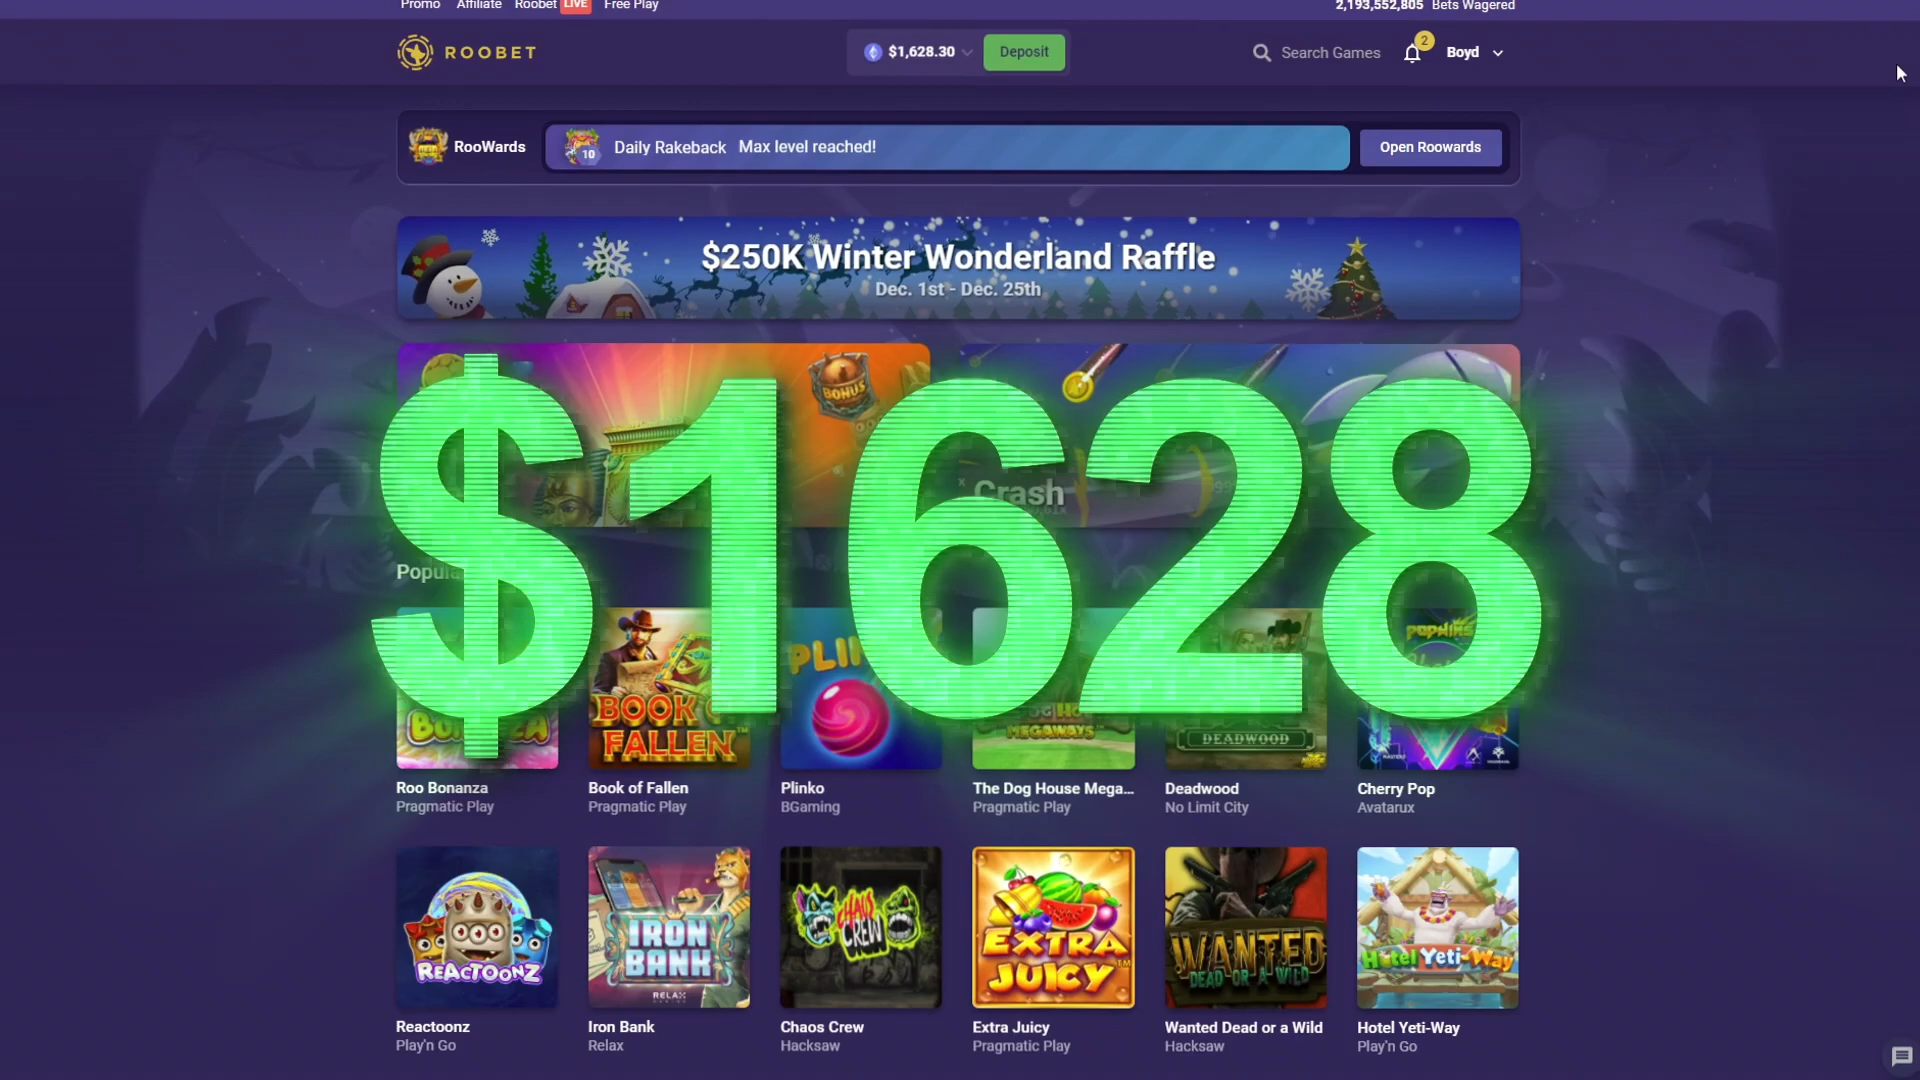 Promo Affiliate Roobet LIVE Free Play
2,193,552,805 Bets Wagered
ROOBET
$1,628.30
Deposit
Search Games
2
Boyd
RooWards
10
Daily Rakeback Max level reached!
Open Roowards
$250K Winter Wonderland Raffle
Dec. 1st - Dec. 25th
BONUS
Crash
$1628
BOOK
FALLEN
DEADWOOD
MEGAWAYS
Roo Bonanza
Pragmatic Play
Book of Fallen
Pragmatic Play
Plinko
BGaming
The Dog House Mega...
Pragmatic Play
Deadwood
No Limit City
Cherry Pop
Avatarux
REACTOONZ
IRON
BANK
RELAX
CHAOS
CREW
EXTRA
JUICY
TM
WANTED
DEAD OR A WILD
Hotel Yeti-Way
Reactoonz
Play'n Go
Iron Bank
Relax
Chaos Crew
Hacksaw
Extra Juicy
Pragmatic Play
Wanted Dead or a Wild
Hacksaw
Hotel Yeti-Way
Play'n Go